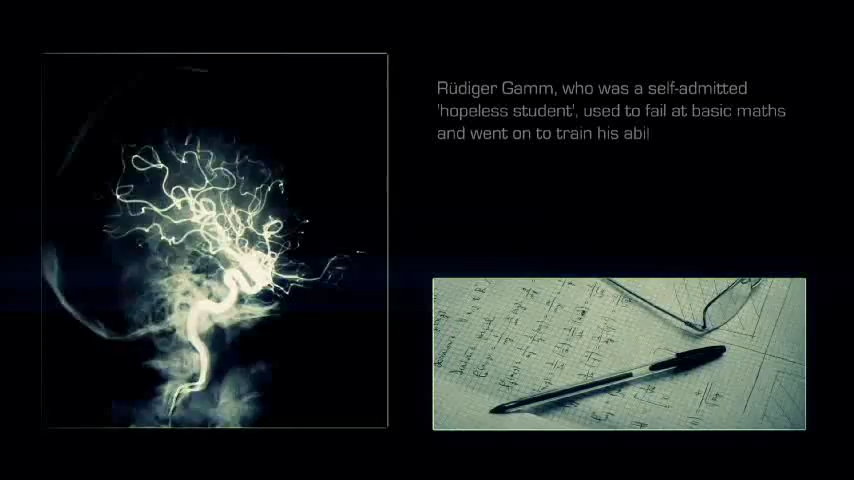 Rüdiger Gamm, who was a self-admitted
'hopeless student', used to fail at basic maths
and went on to train his abil